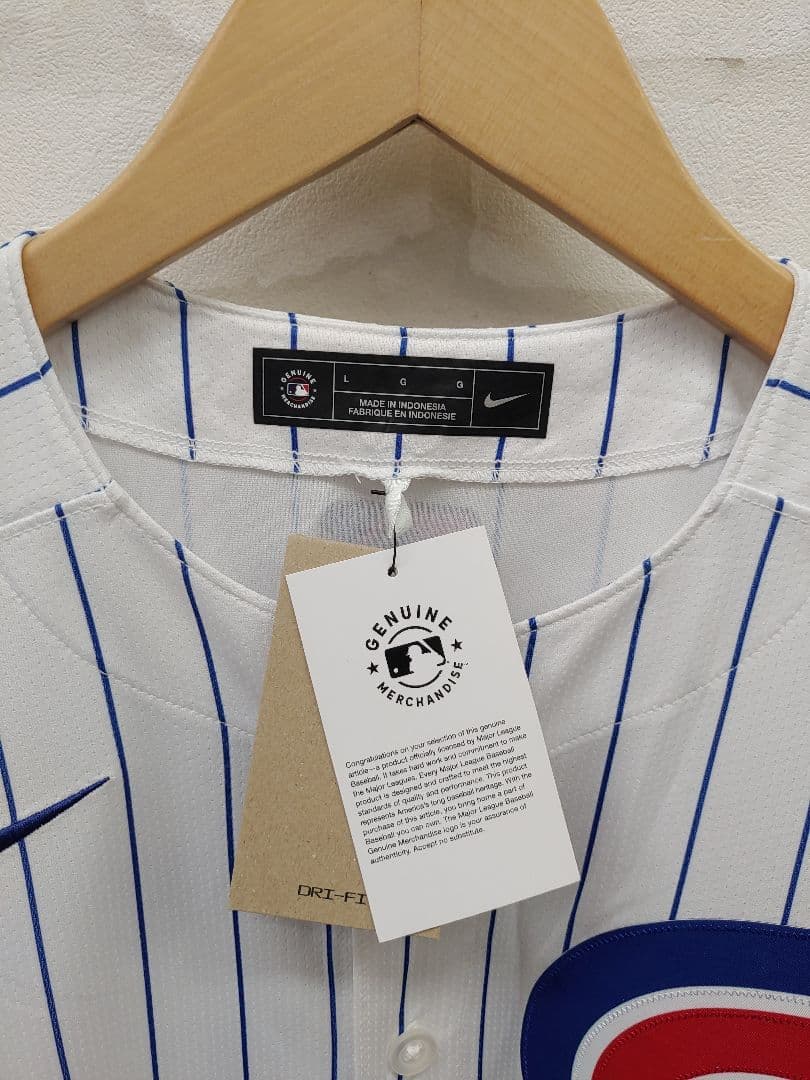 GENUINE
MERCHANDISE
L G G
MADE IN INDONESIA
FABRIQUE EN INDONESIE
GENUINE
MERCHANDISE
Congratulations on your selection of this genuine
article—a product officially licensed by Major League
Baseball. It takes hard work and commitment to make
the Major Leagues. Every Major League Baseball
product is designed and crafted to meet the highest
standards of quality and performance. This product
represents America's long baseball heritage. With the
purchase of this article, you bring home a part of
Baseball you can own. The Major League Baseball
Genuine Merchandise logo is your assurance of
authenticity. Accept no substitute.
DRI-FI